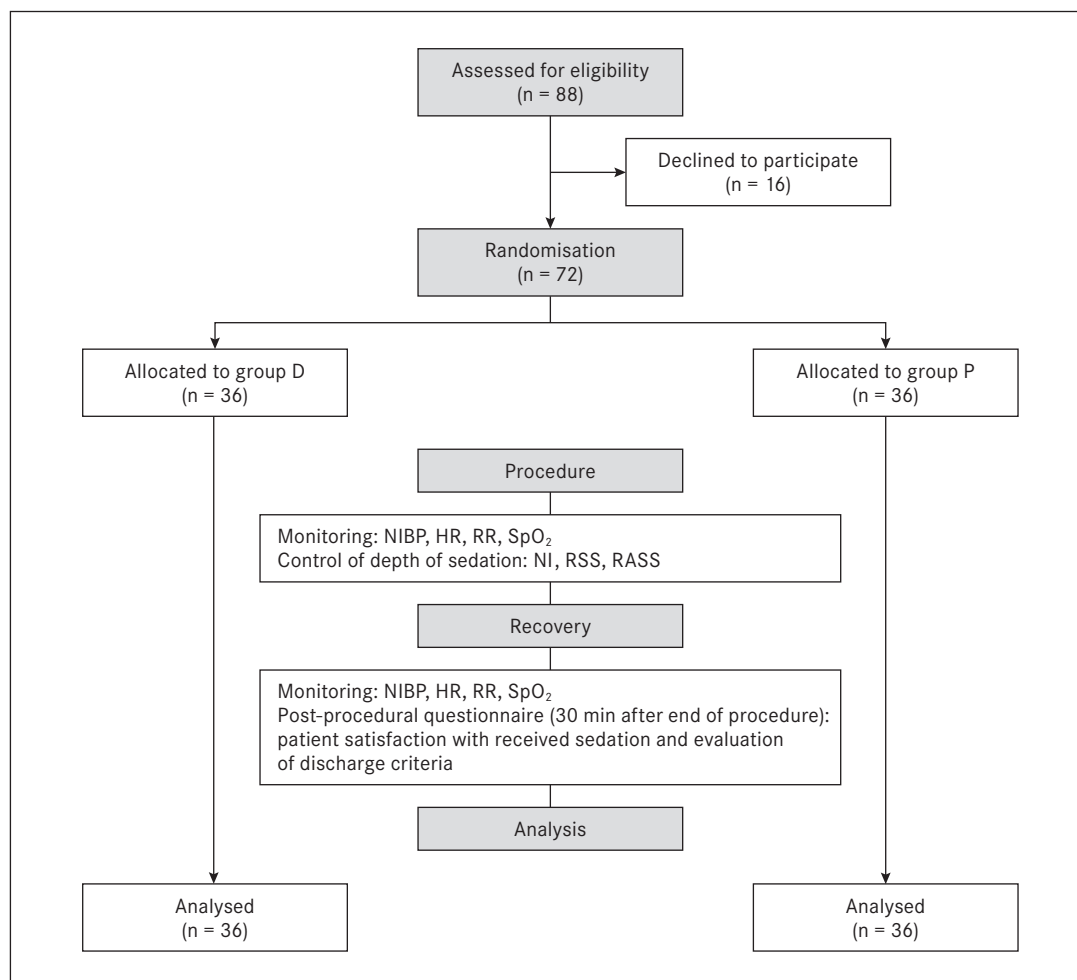 Assessed for eligibility
(n = 88)
Declined to participate
(n = 16)
Randomisation
(n = 72)
Allocated to group D
(n = 36)
Allocated to group P
(n = 36)
Procedure
Monitoring: NIBP, HR, RR, SpO₂
Control of depth of sedation: NI, RSS, RASS
Recovery
Monitoring: NIBP, HR, RR, SpO₂
Post-procedural questionnaire (30 min after end of procedure):
patient satisfaction with received sedation and evaluation
of discharge criteria
Analysis
Analysed
(n = 36)
Analysed
(n = 36)